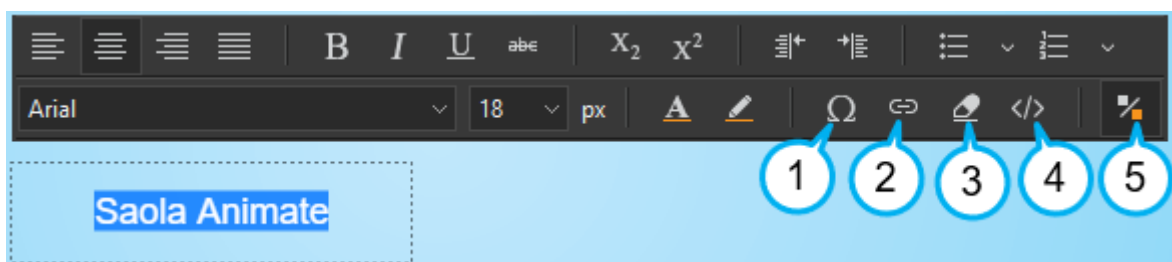 B I U abc X₂ X²
Arial 18 px A Ω </>
1 2 3 4 5
Saola Animate